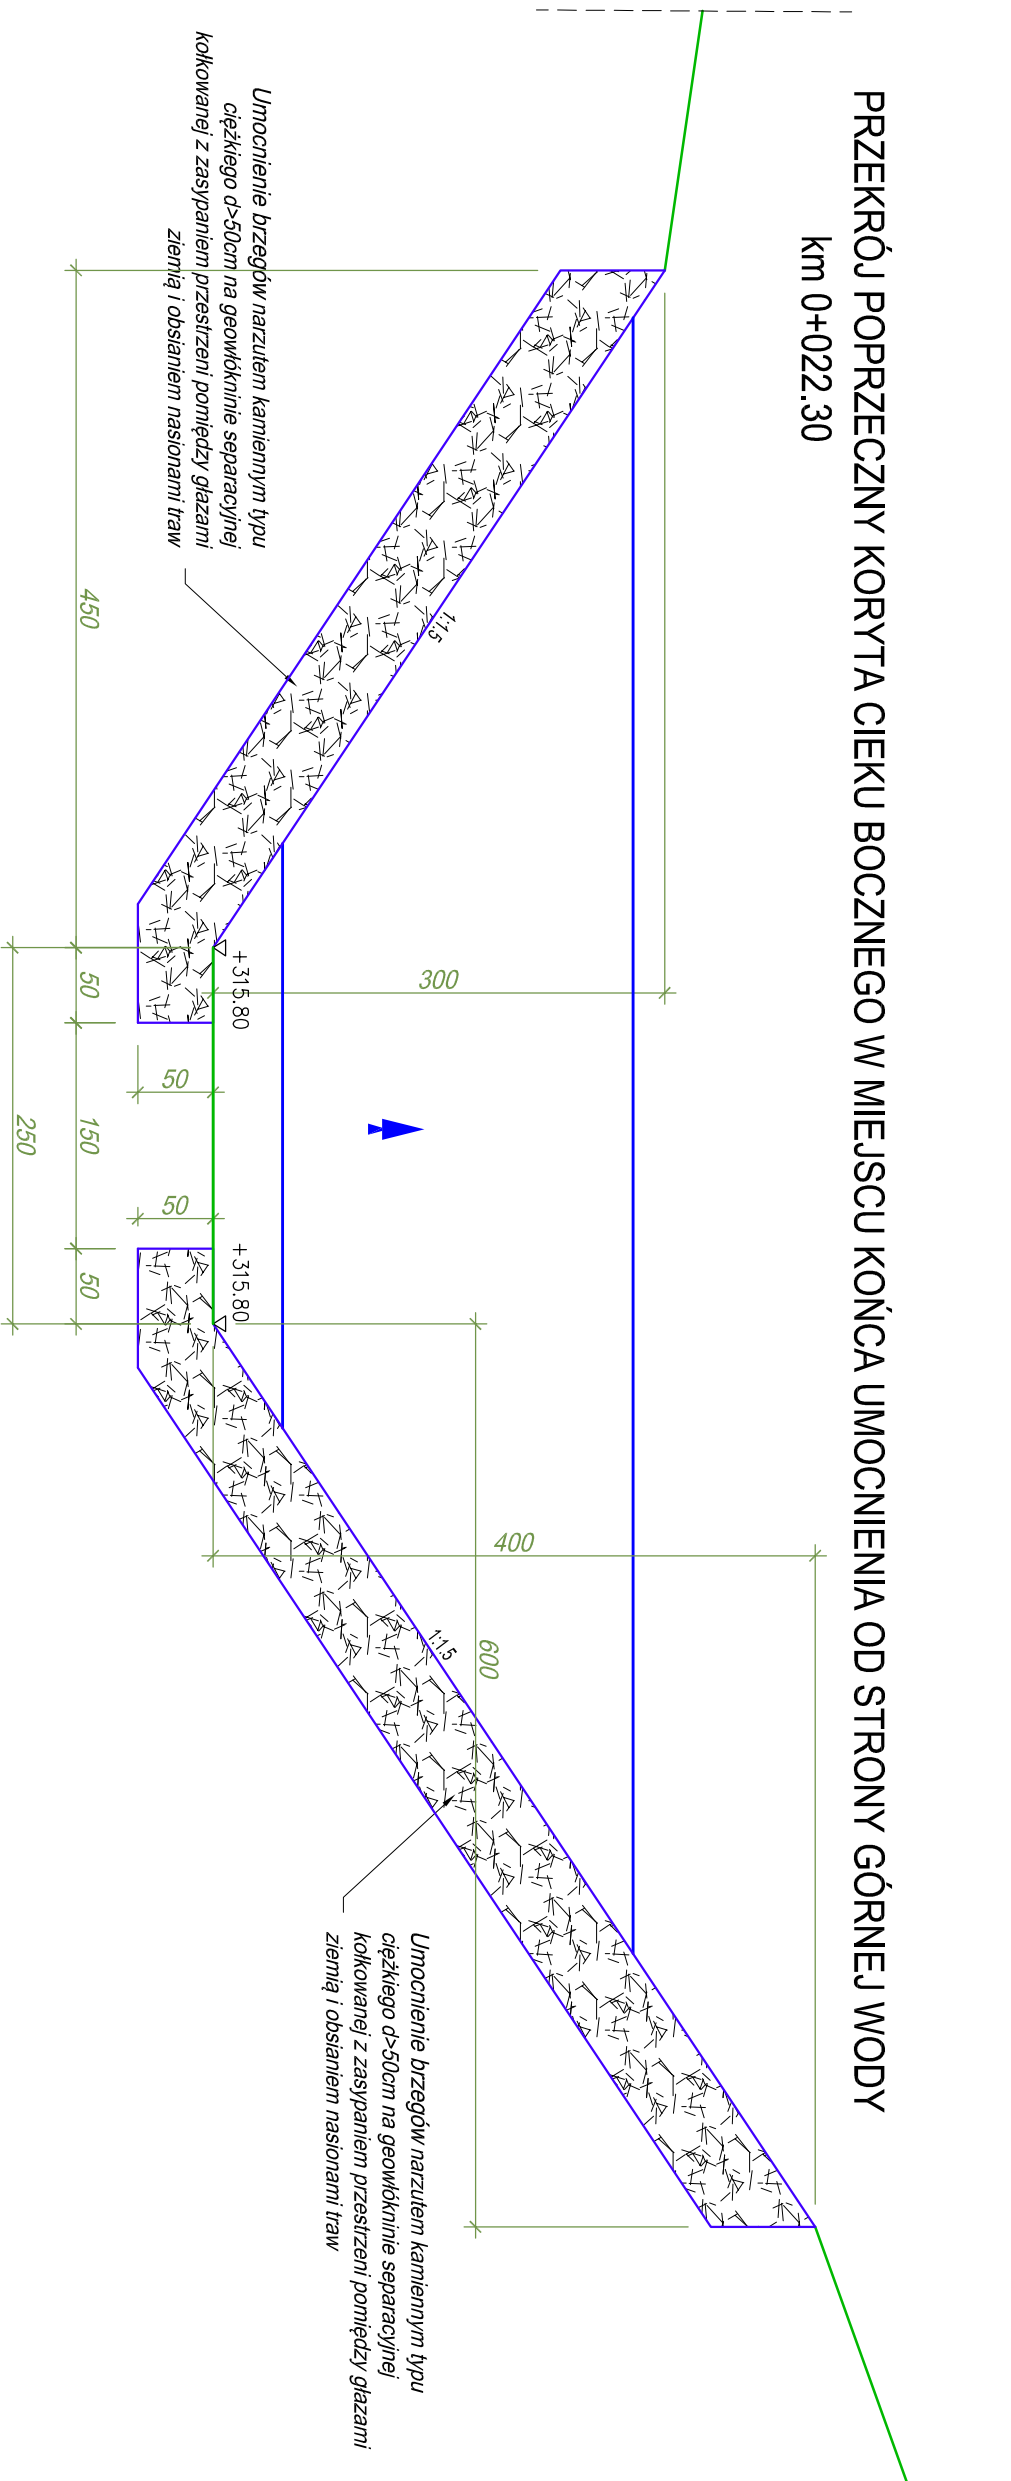 PRZEKRÓJ POPRZECZNY KORYTA CIEKU BOCZNEGO W MIEJSCU KOŃCA UMOCNIENIA OD STRONY GÓRNEJ WODY
km 0+022.30
Umocnienie brzegów narzutem kamiennym typu
ciężkiego d>50cm na geowłókninie separacyjnej
kołkowanej z zasypaniem przestrzeni pomiędzy głazami
ziemią i obsianiem nasionami traw
1:1.5
300
400
600
1:1.5
Umocnienie brzegów narzutem kamiennym typu
ciężkiego d>50cm na geowłókninie separacyjnej
kołkowanej z zasypaniem przestrzeni pomiędzy głazami
ziemią i obsianiem nasionami traw
+315.80
+315.80
50
50
450
50
150
50
250